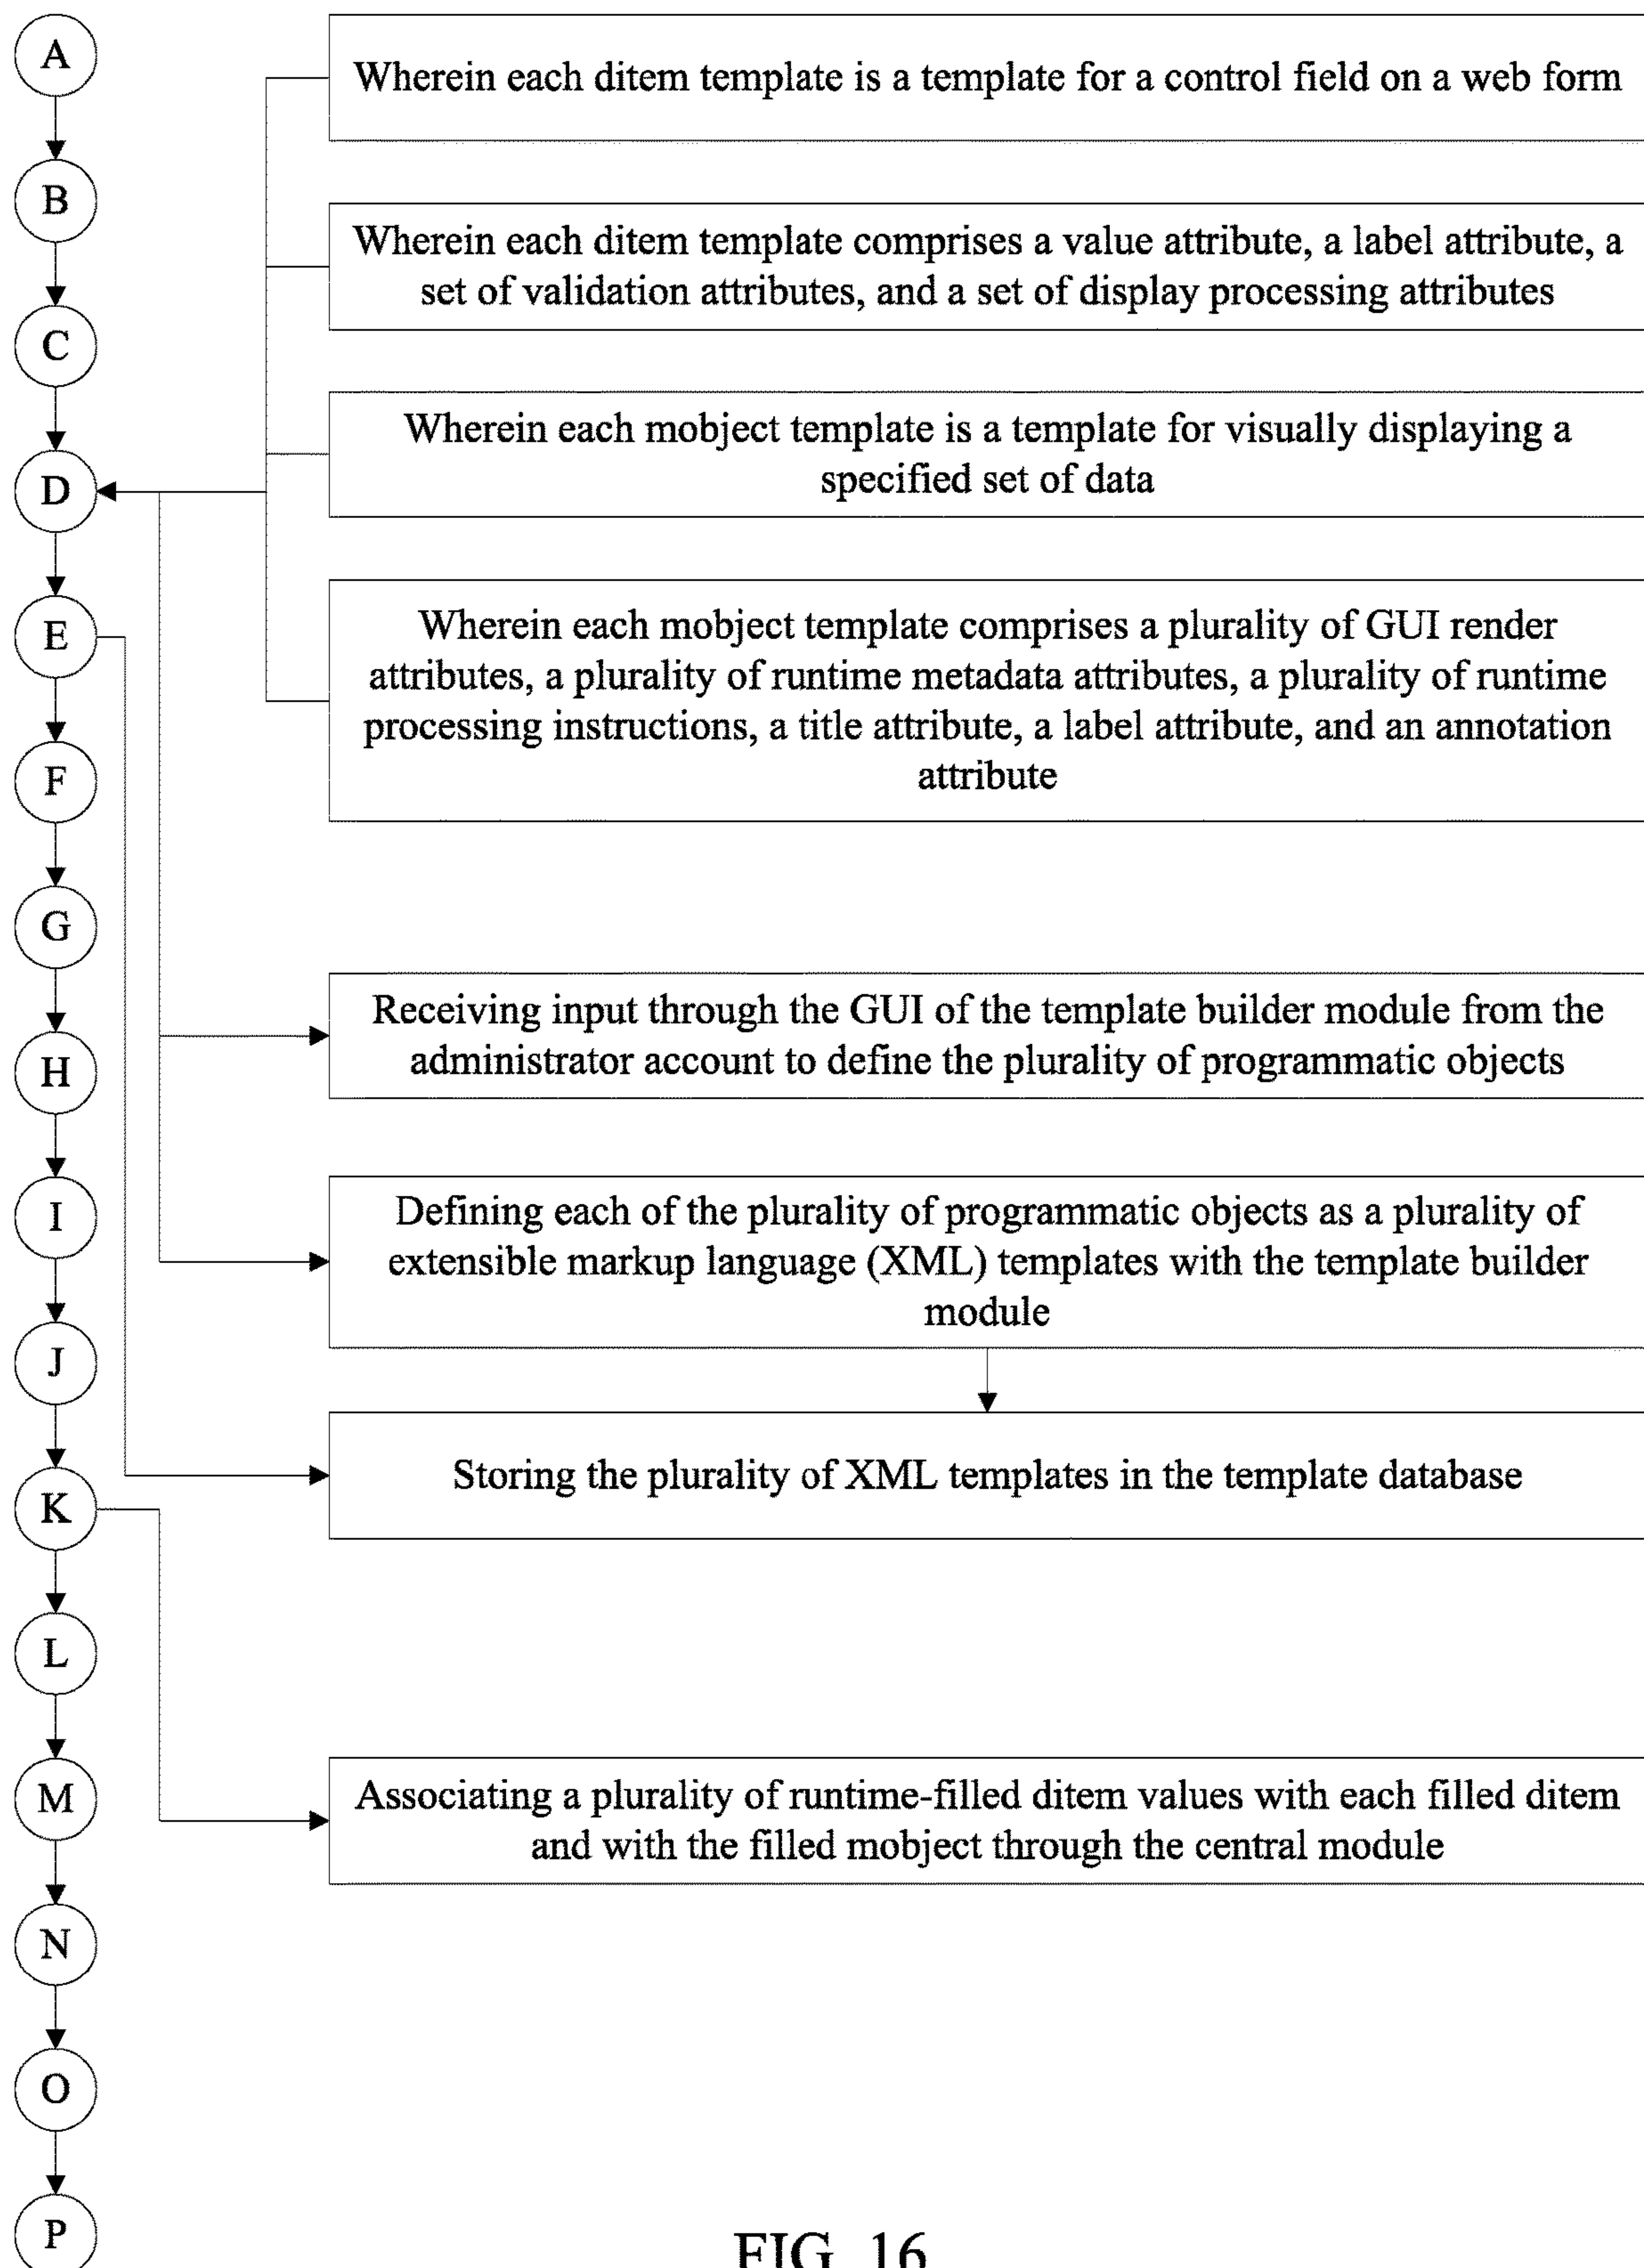 A
Wherein each ditem template is a template for a control field on a web form
B
Wherein each ditem template comprises a value attribute, a label attribute, a
set of validation attributes, and a set of display processing attributes
C
Wherein each mobject template is a template for visually displaying a
specified set of data
D
E
Wherein each mobject template comprises a plurality of GUI render
attributes, a plurality of runtime metadata attributes, a plurality of runtime
processing instructions, a title attribute, a label attribute, and an annotation
attribute
F
G
Receiving input through the GUI of the template builder module from the
administrator account to define the plurality of programmatic objects
H
I
Defining each of the plurality of programmatic objects as a plurality of
extensible markup language (XML) templates with the template builder
module
J
Storing the plurality of XML templates in the template database
K
L
M
Associating a plurality of runtime-filled ditem values with each filled ditem
and with the filled mobject through the central module
N
O
P
FIG. 16